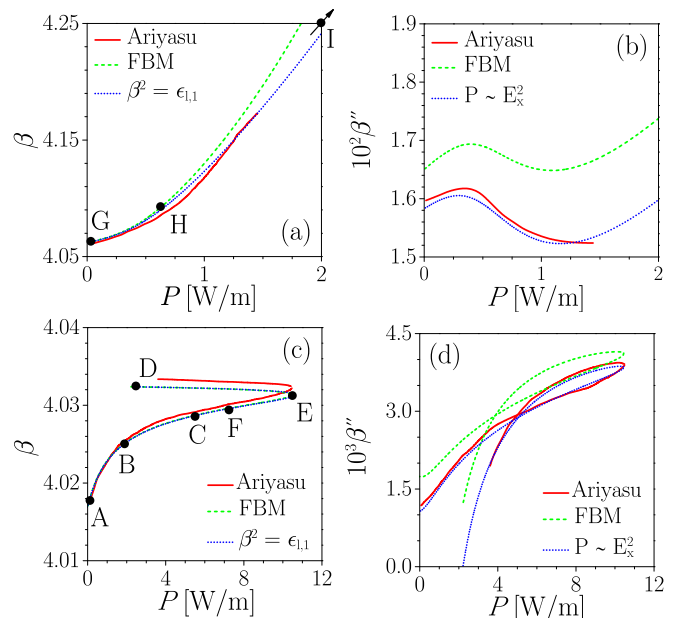 4.25
4.15
4.05
β
0
1
2
P [W/m]
Ariyasu
FBM
β² = ϵl,1
G
H
I
(a)
1.9
1.8
1.7
1.6
1.5
10²β″
0
1
2
P [W/m]
Ariyasu
FBM
P ~ Ex²
(b)
4.04
4.03
4.02
4.01
β
0
4
8
12
P [W/m]
D
E
F
C
B
A
Ariyasu
FBM
β² = ϵl,1
(c)
4.5
3.0
1.5
0.0
10³β″
0
4
8
12
P [W/m]
Ariyasu
FBM
P ~ Ex²
(d)